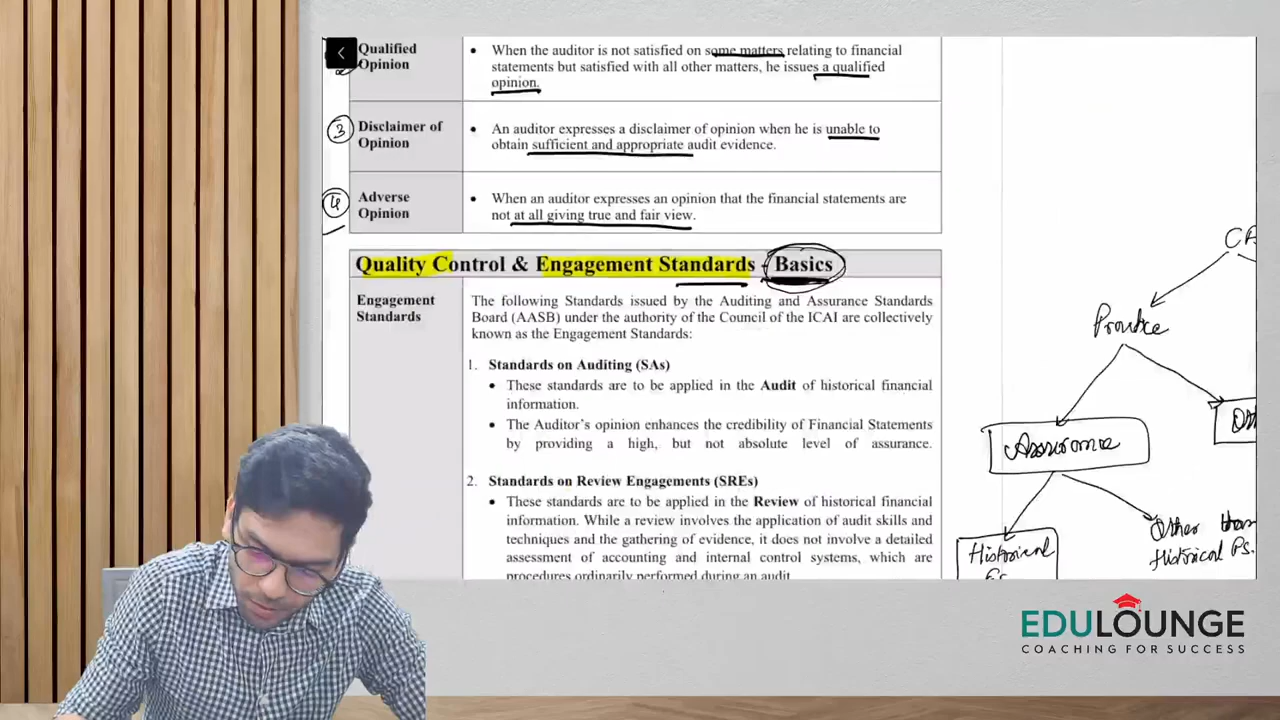 Qualified
Opinion
• When the auditor is not satisfied on some matters relating to financial
statements but satisfied with all other matters, he issues a qualified
opinion.
3 Disclaimer of
Opinion
• An auditor expresses a disclaimer of opinion when he is unable to
obtain sufficient and appropriate audit evidence.
4 Adverse
Opinion
• When an auditor expresses an opinion that the financial statements are
not at all giving true and fair view.
Quality Control & Engagement Standards - Basics
Engagement
Standards
The following Standards issued by the Auditing and Assurance Standards
Board (AASB) under the authority of the Council of the ICAI are collectively
known as the Engagement Standards:
1. Standards on Auditing (SAs)
• These standards are to be applied in the Audit of historical financial
information.
• The Auditor's opinion enhances the credibility of Financial Statements
by providing a high, but not absolute level of assurance.
2. Standards on Review Engagements (SREs)
• These standards are to be applied in the Review of historical financial
information. While a review involves the application of audit skills and
techniques and the gathering of evidence, it does not involve a detailed
assessment of accounting and internal control systems, which are
procedures ordinarily performed during an audit
Assurance
Historical
Other
Historical Fs.
EDULOUNGE
COACHING FOR SUCCESS